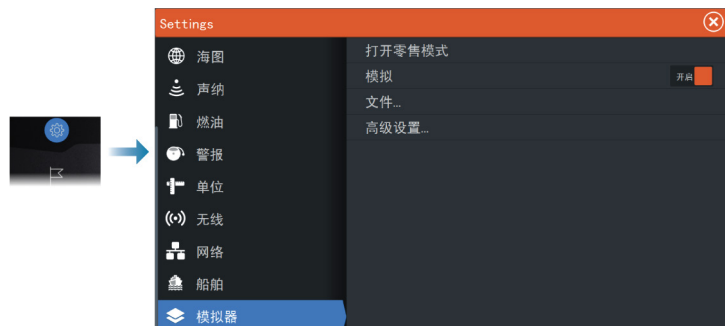 Settings
海图
声纳
燃油
警报
单位
无线
网络
船舶
模拟器
打开零售模式
模拟 开启
文件...
高级设置...